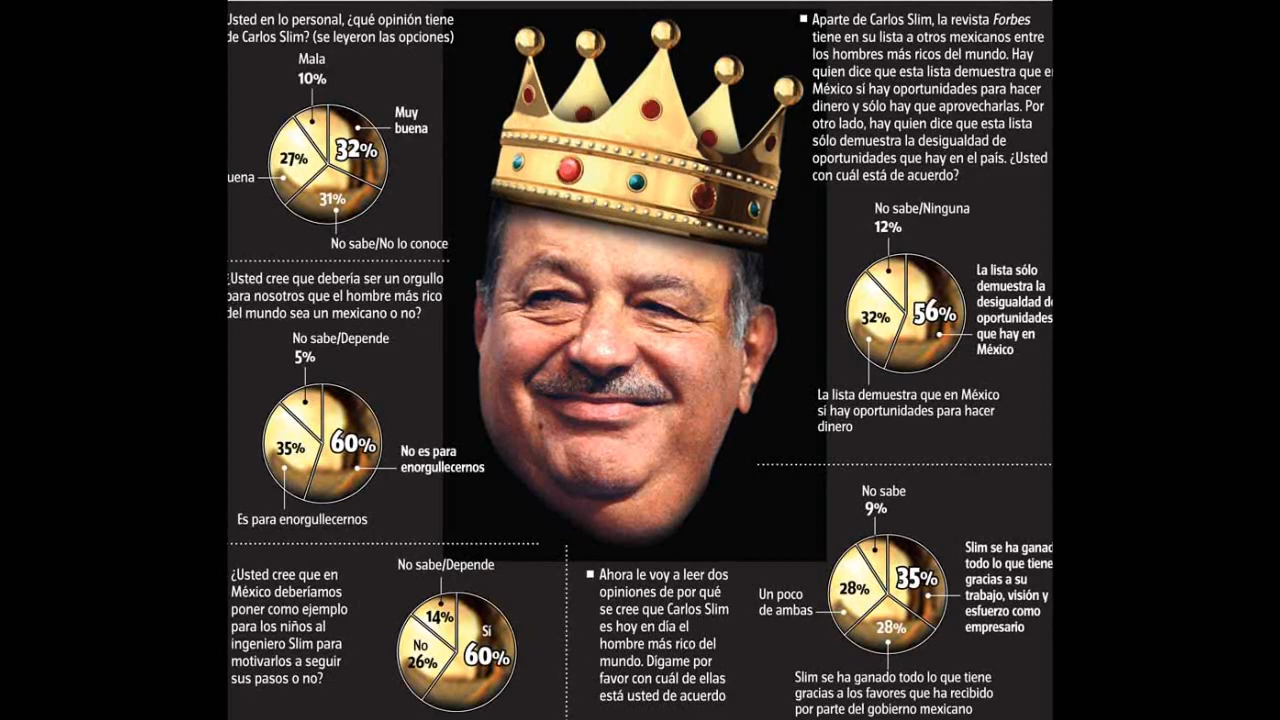 Usted en lo personal, ¿qué opinión tiene
de Carlos Slim? (se leyeron las opciones)
Mala
10%
Muy
buena
32%
27%
uena
31%
No sabe/No lo conoce
¿Usted cree que debería ser un orgullo
para nosotros que el hombre más rico
del mundo sea un mexicano o no?
No sabe/Depende
5%
60%
35%
No es para
enorgullecernos
Es para enorgullecernos
¿Usted cree que en
México deberíamos
poner como ejemplo
para los niños al
ingeniero Slim para
motivarlos a seguir
sus pasos o no?
No sabe/Depende
14%
Sí
60%
No
26%
Aparte de Carlos Slim, la revista Forbes
tiene en su lista a otros mexicanos entre
los hombres más ricos del mundo. Hay
quien dice que esta lista demuestra que e
México sí hay oportunidades para hacer
dinero y sólo hay que aprovecharlas. Por
otro lado, hay quien dice que esta lista
sólo demuestra la desigualdad de
oportunidades que hay en el país. ¿Usted
con cuál está de acuerdo?
No sabe/Ninguna
12%
La lista sólo
demuestra la
desigualdad de
oportunidades
que hay en
México
56%
32%
La lista demuestra que en México
sí hay oportunidades para hacer
dinero
Ahora le voy a leer dos
opiniones de por qué
se cree que Carlos Slim
es hoy en día el
hombre más rico del
mundo. Dígame por
favor con cuál de ellas
está usted de acuerdo
No sabe
9%
Slim se ha ganad
todo lo que tiene
gracias a su
trabajo, visión y
esfuerzo como
empresario
35%
28%
Un poco
de ambas
28%
Slim se ha ganado todo lo que tiene
gracias a los favores que ha recibido
por parte del gobierno mexicano